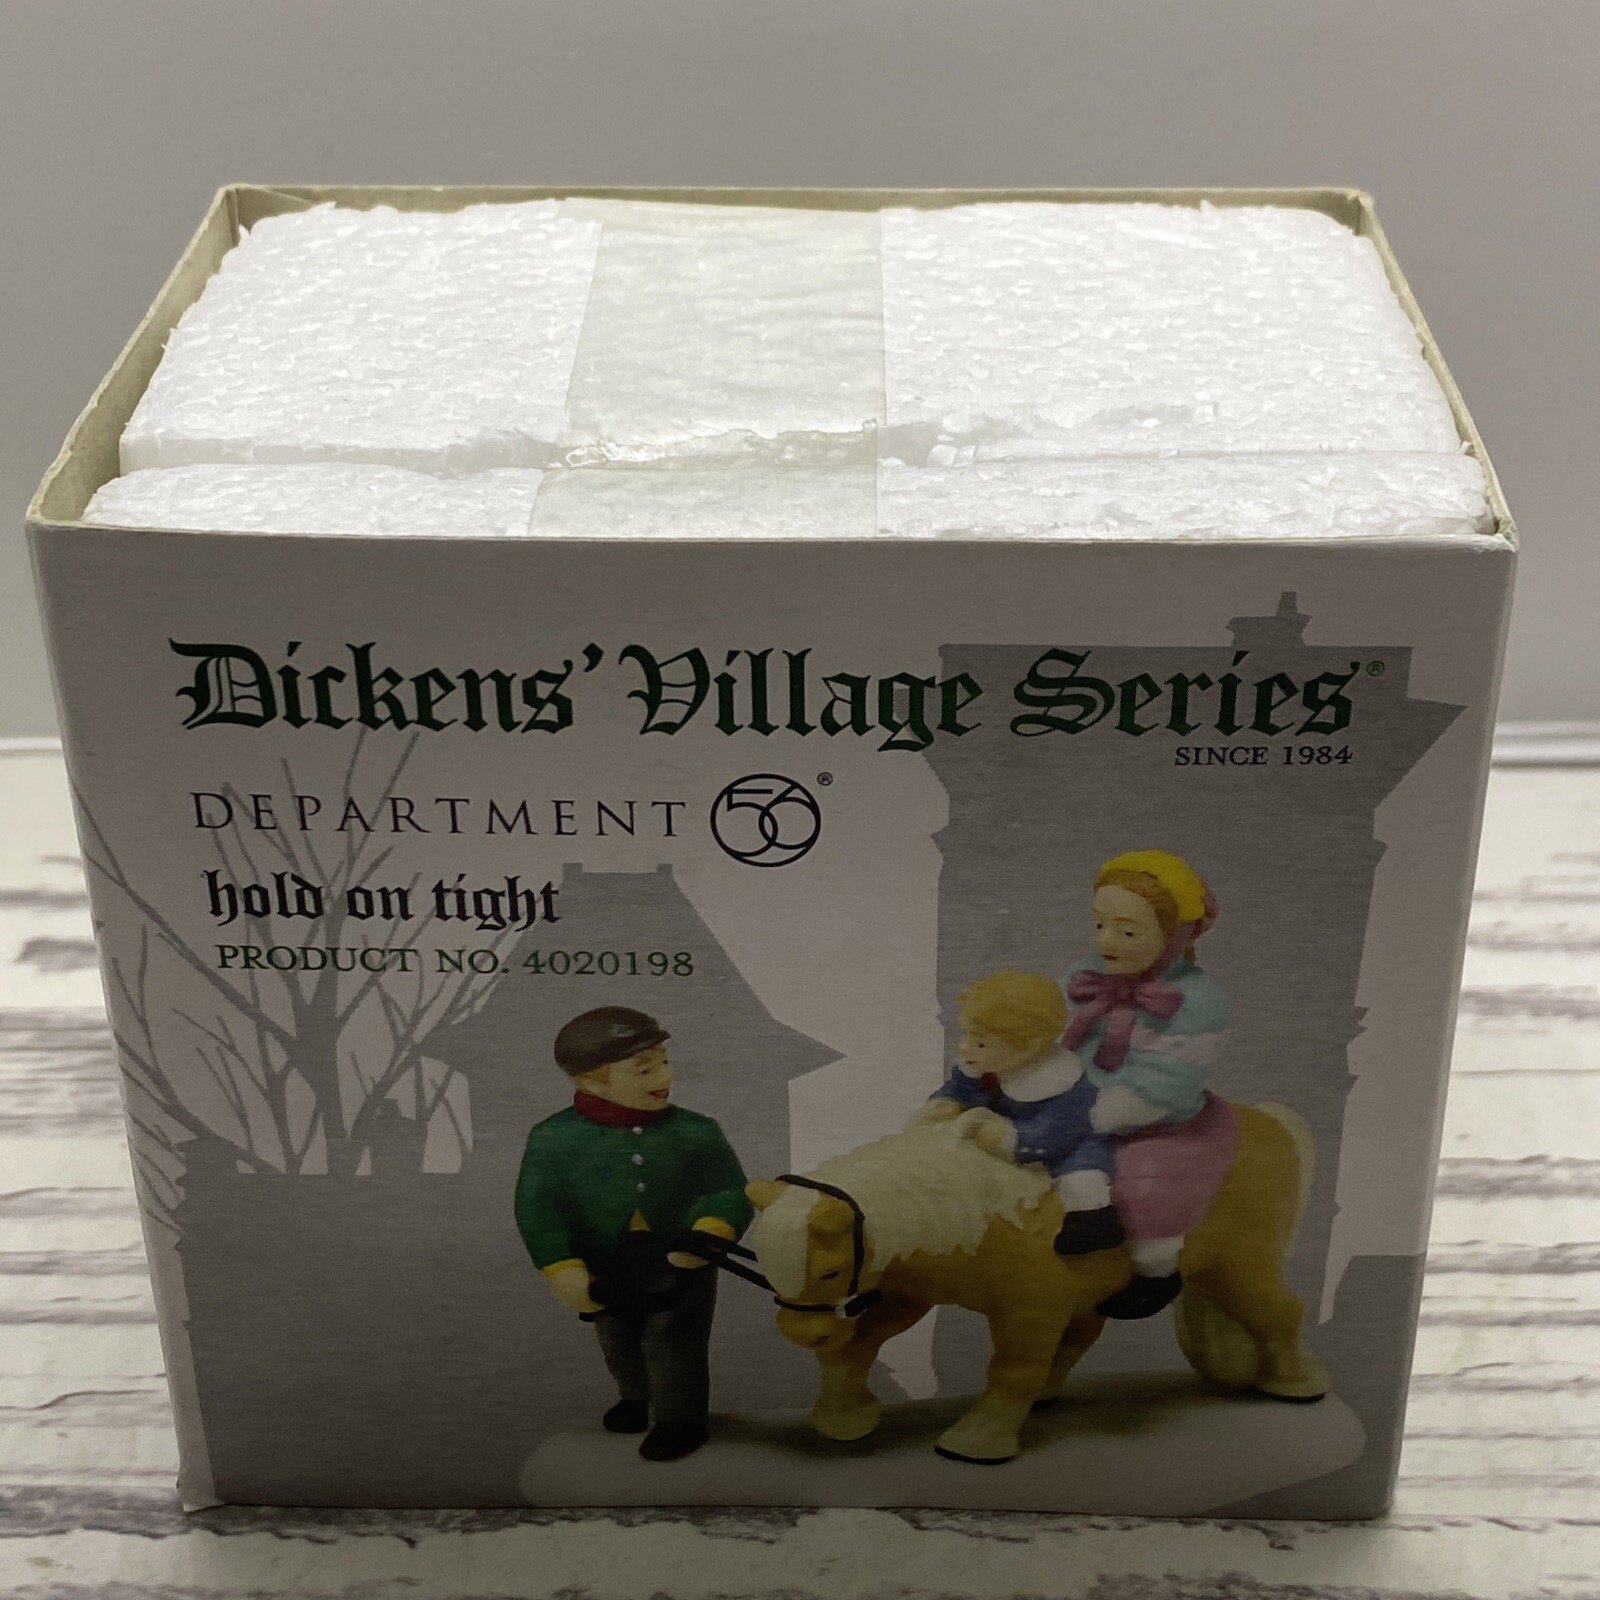 Dickens' Village Series®
SINCE 1984
DEPARTMENT 56®
hold on tight
PRODUCT NO. 4020198